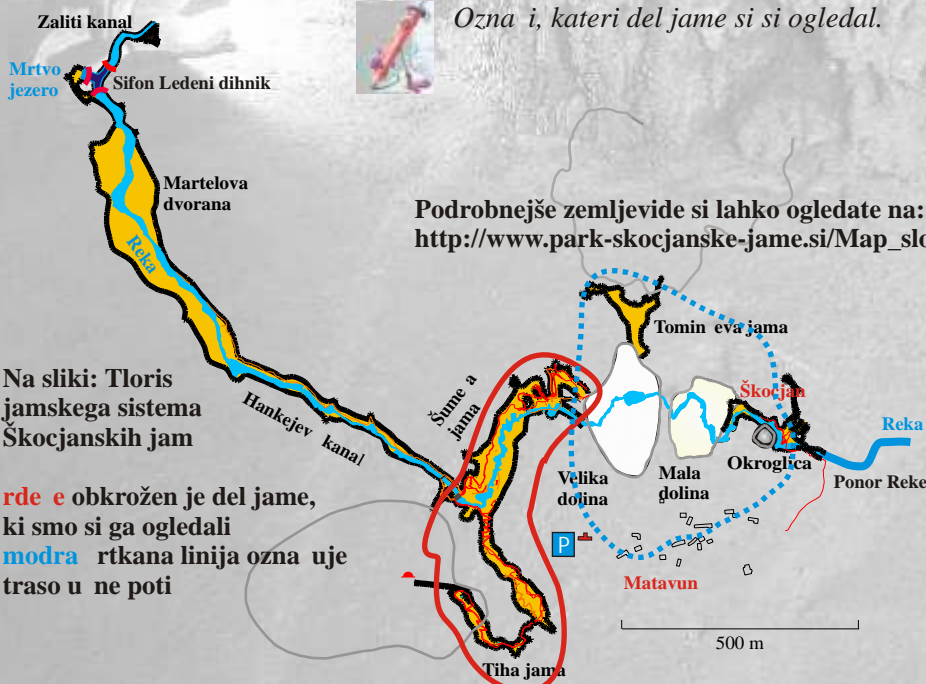 Ozna i, kateri del jame si si ogledal.
Zaliti kanal
Mrtvo
jezero
Sifon Ledeni dihnik
Martelova
dvorana
Reka
Podrobnejše zemljevide si lahko ogledate na:
http://www.park-skocjanske-jame.si/Map_slo
Tomin eva jama
Na sliki: Tloris
jamskega sistema
Škocjanskih jam
Hankejev kanal
Šume a
jama
Škocjan
Reka
Okroglica
Ponor Reke
Velika
dolina
Mala
dolina
rde e obkrožen je del jame,
ki smo si ga ogledali
modra rtkana linija ozna uje
traso u ne poti
P
Matavun
500 m
Tiha jama